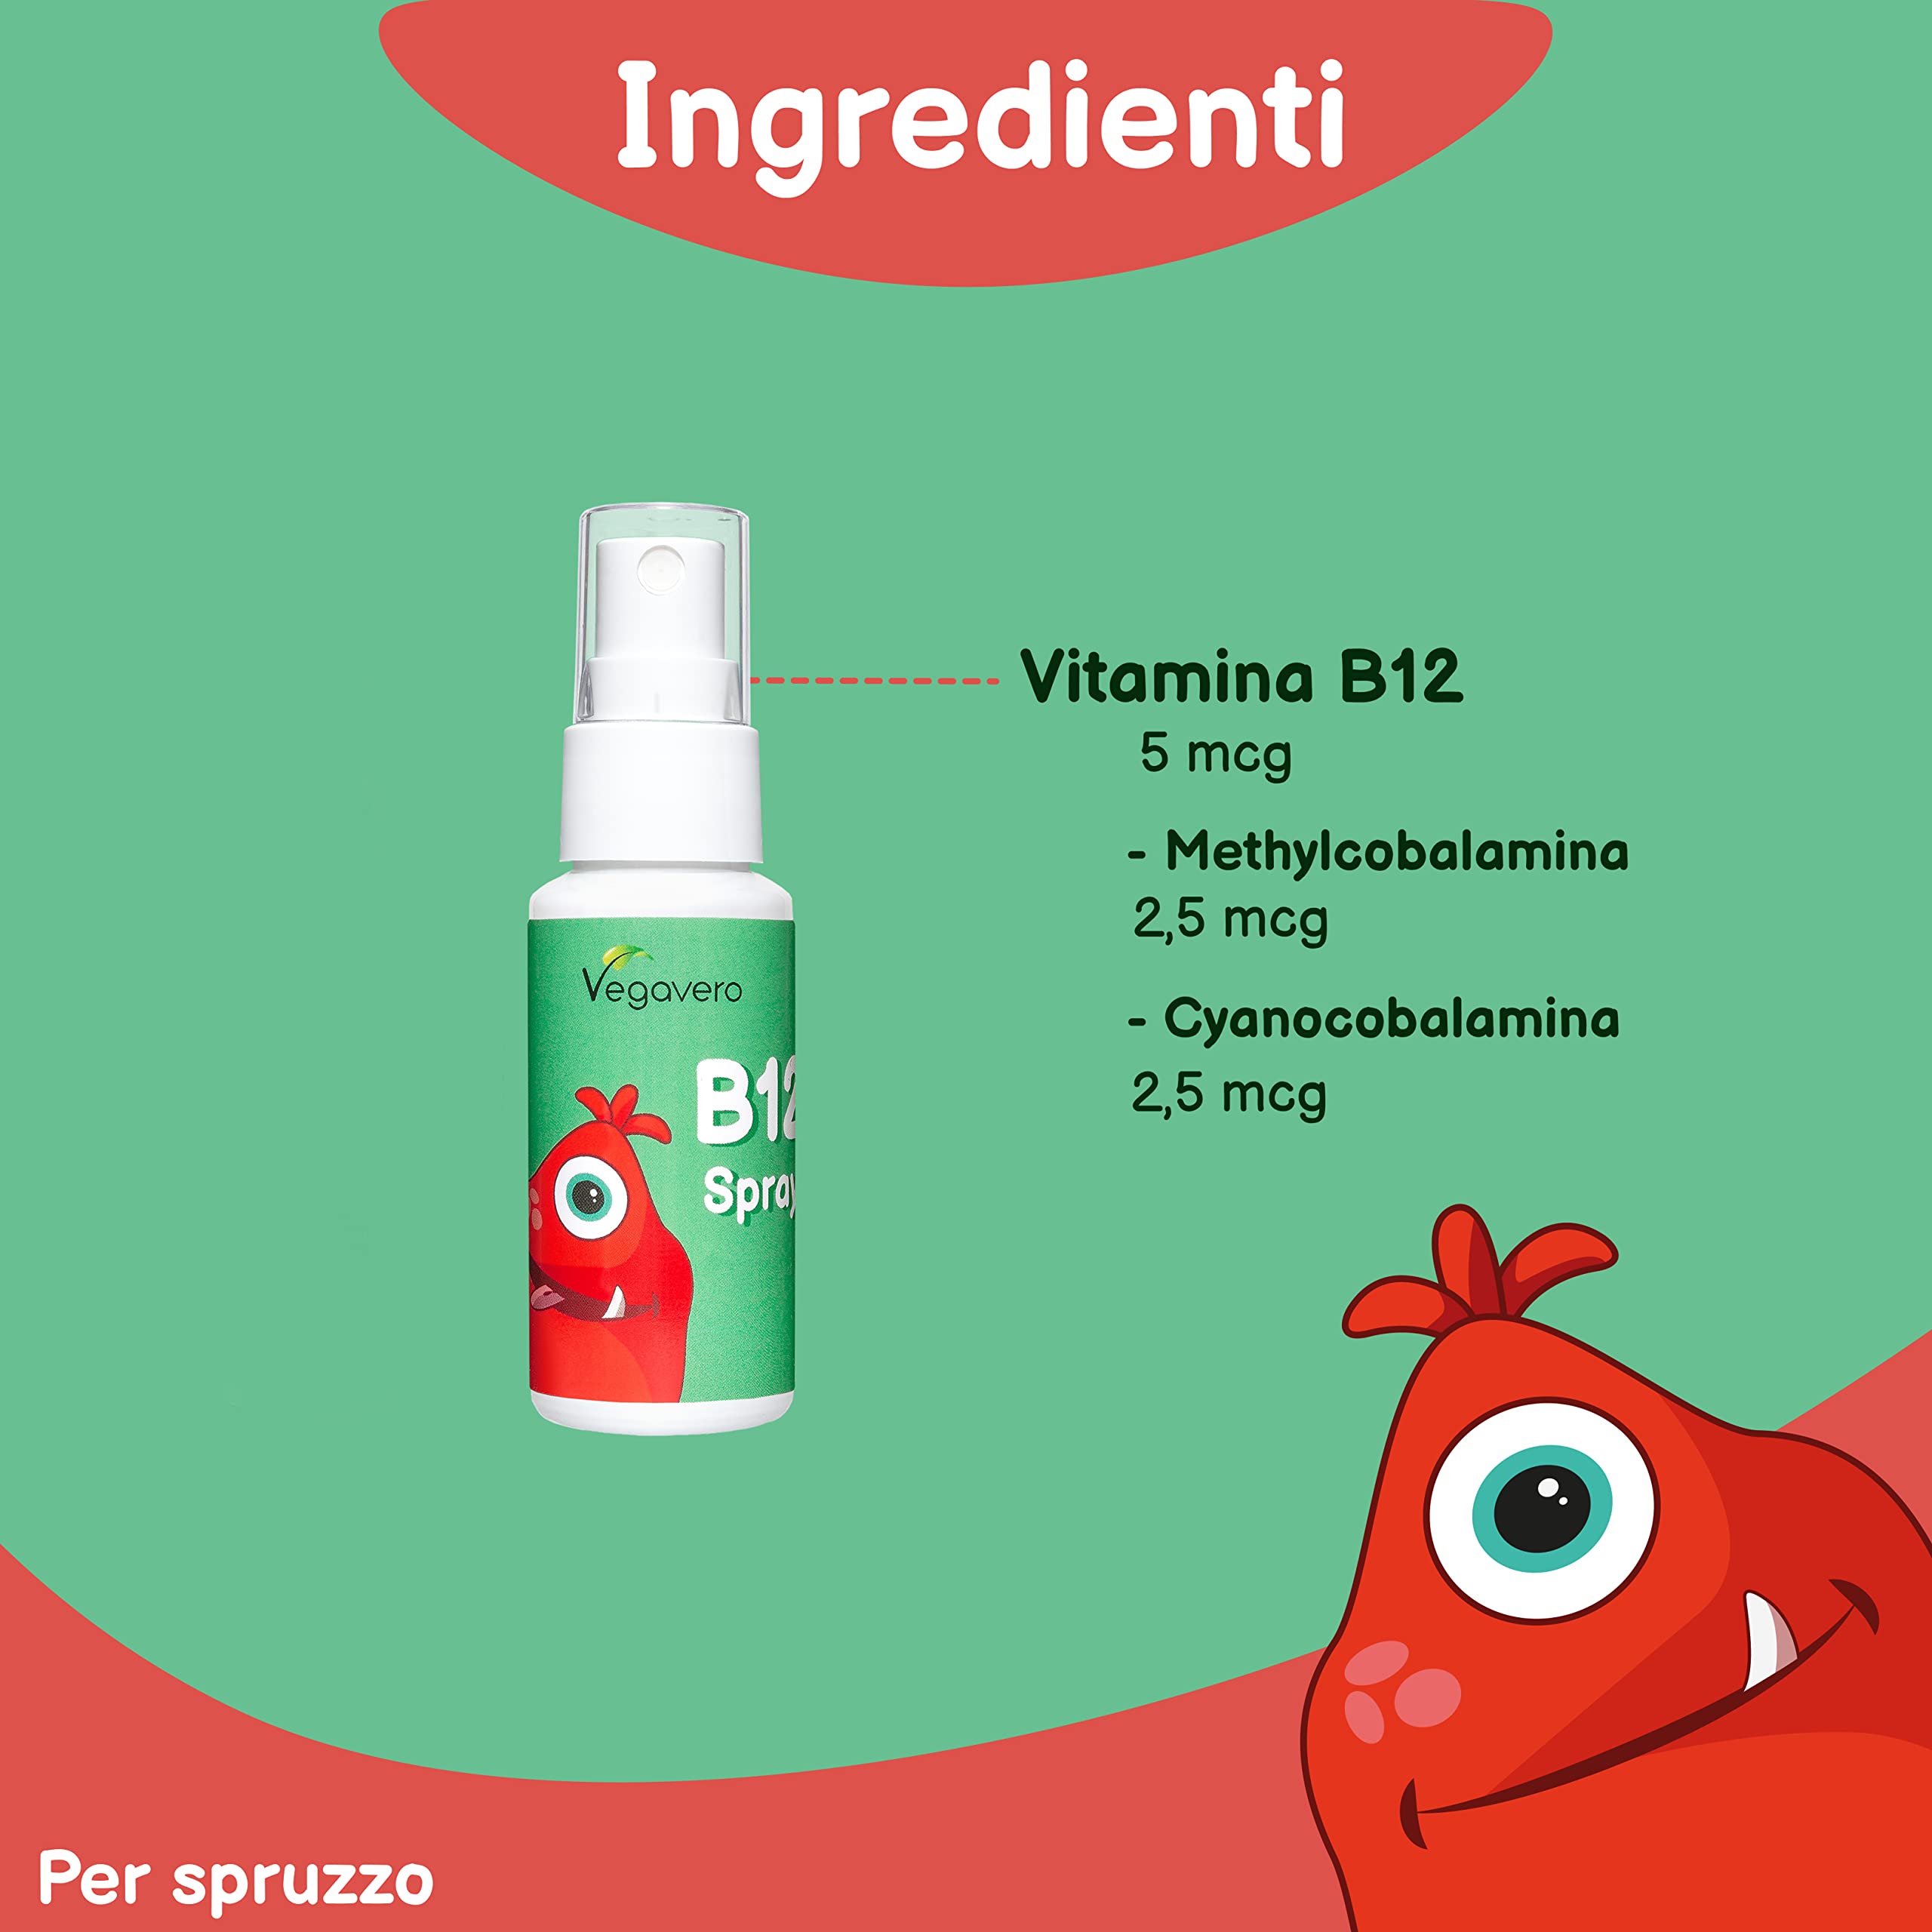 Ingredienti
Vitamina B12
5 mcg
- Methylcobalamina
2,5 mcg
- Cyanocobalamina
2,5 mcg
Vegavero
B12
Spray
Per spruzzo